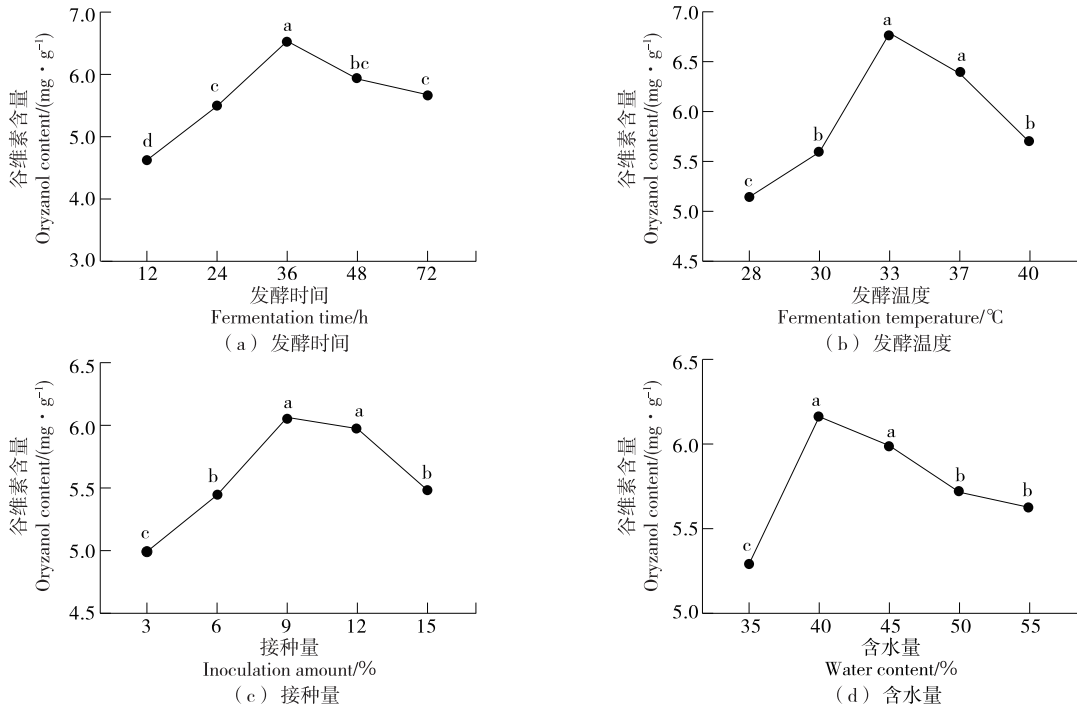 谷维素含量
Oryzanol content/(mg·g⁻¹)
7.0
6.0
5.0
4.0
3.0
d
c
a
bc
c
12 24 36 48 72
发酵时间
Fermentation time/h
(a) 发酵时间
谷维素含量
Oryzanol content/(mg·g⁻¹)
7.0
6.5
6.0
5.5
5.0
4.5
c
b
a
a
b
28 30 33 37 40
发酵温度
Fermentation temperature/℃
(b) 发酵温度
谷维素含量
Oryzanol content/(mg·g⁻¹)
6.5
6.0
5.5
5.0
4.5
c
b
a
a
b
3 6 9 12 15
接种量
Inoculation amount/%
(c) 接种量
谷维素含量
Oryzanol content/(mg·g⁻¹)
6.5
6.0
5.5
5.0
c
a
a
b
b
35 40 45 50 55
含水量
Water content/%
(d) 含水量